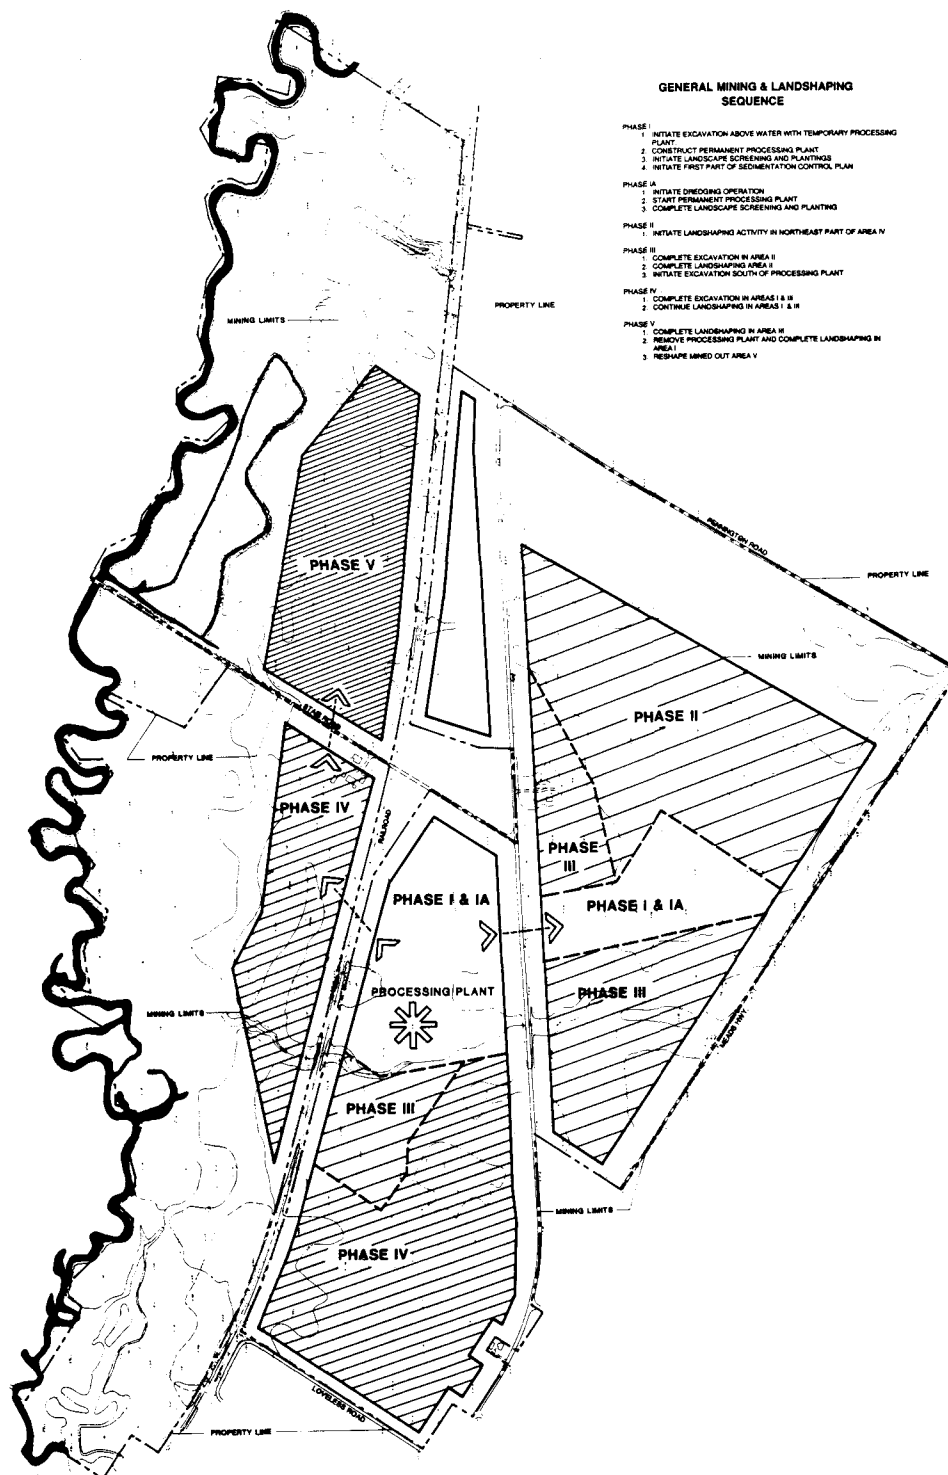 GENERAL MINING & LANDSHAPING
SEQUENCE
PHASE I
1. INITIATE EXCAVATION ABOVE WATER WITH TEMPORARY PROCESSING
PLANT
2. CONSTRUCT PERMANENT PROCESSING PLANT
3. INITIATE LANDSCAPE SCREENING AND PLANTINGS
4. INITIATE FIRST PART OF SEDIMENTATION CONTROL PLAN
PHASE IA
1. INITIATE DREDGING OPERATION
2. START PERMANENT PROCESSING PLANT
3. COMPLETE LANDSCAPE SCREENING AND PLANTING
PHASE II
1. INITIATE LANDSHAPING ACTIVITY IN NORTHEAST PART OF AREA IV
PHASE III
1. COMPLETE EXCAVATION IN AREA II
2. COMPLETE LANDSHAPING AREA II
3. INITIATE EXCAVATION SOUTH OF PROCESSING PLANT
PHASE IV
1. COMPLETE EXCAVATION IN AREAS I & III
2. CONTINUE LANDSHAPING IN AREAS I & III
PHASE V
1. COMPLETE LANDSHAPING IN AREA III
2. REMOVE PROCESSING PLANT AND COMPLETE LANDSHAPING IN
AREA I
3. RESHAPE MINED OUT AREA V
PROPERTY LINE
MINING LIMITS
PENNINGTON ROAD
PROPERTY LINE
PHASE V
MINING LIMITS
PHASE II
STAB ROAD
PROPERTY LINE
PHASE IV
RAILROAD
PHASE
III
PHASE I & IA
PHASE I & IA
PROCESSING PLANT
PHASE III
MINING LIMITS
MEADS HWY
PHASE III
MINING LIMITS
PHASE IV
LOVELESS ROAD
PROPERTY LINE